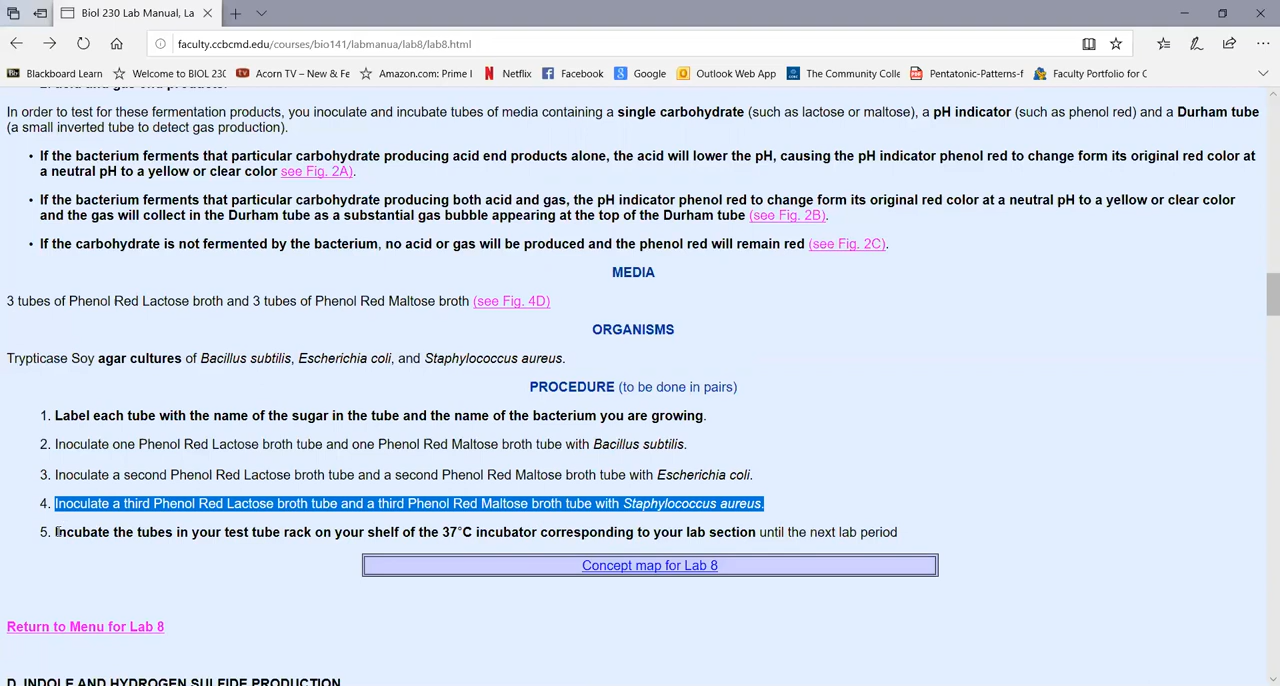 Biol 230 Lab Manual, La
faculty.ccbcmd.edu/courses/bio141/labmanua/lab8/lab8.html
Blackboard Learn Welcome to BIOL 230 Acorn TV – New & Fe Amazon.com: Prime I Netflix Facebook Google Outlook Web App The Community Colle Pentatonic-Patterns-f Faculty Portfolio for C
2. acid and gas end products.
In order to test for these fermentation products, you inoculate and incubate tubes of media containing a single carbohydrate (such as lactose or maltose), a pH indicator (such as phenol red) and a Durham tube
(a small inverted tube to detect gas production).
• If the bacterium ferments that particular carbohydrate producing acid end products alone, the acid will lower the pH, causing the pH indicator phenol red to change form its original red color at
a neutral pH to a yellow or clear color see Fig. 2A).
• If the bacterium ferments that particular carbohydrate producing both acid and gas, the pH indicator phenol red to change form its original red color at a neutral pH to a yellow or clear color
and the gas will collect in the Durham tube as a substantial gas bubble appearing at the top of the Durham tube (see Fig. 2B).
• If the carbohydrate is not fermented by the bacterium, no acid or gas will be produced and the phenol red will remain red (see Fig. 2C).
MEDIA
3 tubes of Phenol Red Lactose broth and 3 tubes of Phenol Red Maltose broth (see Fig. 4D)
ORGANISMS
Trypticase Soy agar cultures of Bacillus subtilis, Escherichia coli, and Staphylococcus aureus.
PROCEDURE (to be done in pairs)
1. Label each tube with the name of the sugar in the tube and the name of the bacterium you are growing.
2. Inoculate one Phenol Red Lactose broth tube and one Phenol Red Maltose broth tube with Bacillus subtilis.
3. Inoculate a second Phenol Red Lactose broth tube and a second Phenol Red Maltose broth tube with Escherichia coli.
4. Inoculate a third Phenol Red Lactose broth tube and a third Phenol Red Maltose broth tube with Staphylococcus aureus.
5. Incubate the tubes in your test tube rack on your shelf of the 37°C incubator corresponding to your lab section until the next lab period
Concept map for Lab 8
Return to Menu for Lab 8
D. INDOLE AND HYDROGEN SULFIDE PRODUCTION